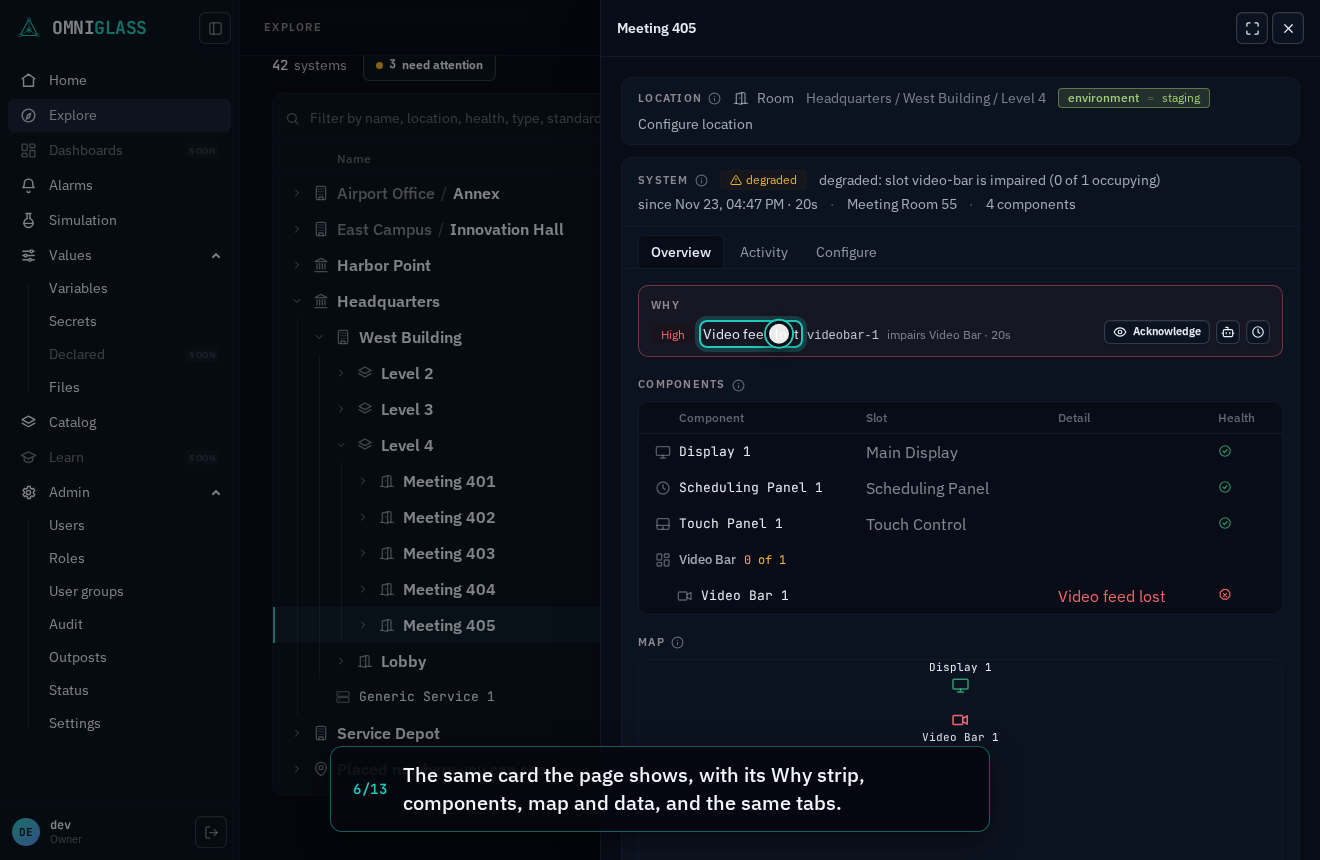 OMNIGLASS
Home
Explore
Dashboards SOON
Alarms
Simulation
Values
Variables
Secrets
Declared
Files
Catalog
Learn SOON
Admin
Users
Roles
User groups
Audit
Outposts
Status
Settings
DE dev
Owner
EXPLORE
42 systems 3 need attention
Filter by name, location, health, type, standard
Name
Airport Office / Annex
East Campus / Innovation Hall
Harbor Point
Headquarters
West Building
Level 2
Level 3
Level 4
Meeting 401
Meeting 402
Meeting 403
Meeting 404
Meeting 405
Lobby
Generic Service 1
Service Depot
Meeting 405
LOCATION Room Headquarters / West Building / Level 4 environment = staging
Configure location
SYSTEM degraded degraded: slot video-bar is impaired (0 of 1 occupying)
since Nov 23, 04:47 PM · 20s · Meeting Room 55 · 4 components
Overview Activity Configure
WHY
High Video videobar-1 impairs Video Bar · 20s Acknowledge
COMPONENTS
Component Slot Detail Health
Display 1 Main Display
Scheduling Panel 1 Scheduling Panel
Touch Panel 1 Touch Control
Video Bar 0 of 1
Video Bar 1 Video feed lost
MAP
Display 1
Video Bar 1
6/13 The same card the page shows, with its Why strip,
components, map and data, and the same tabs.